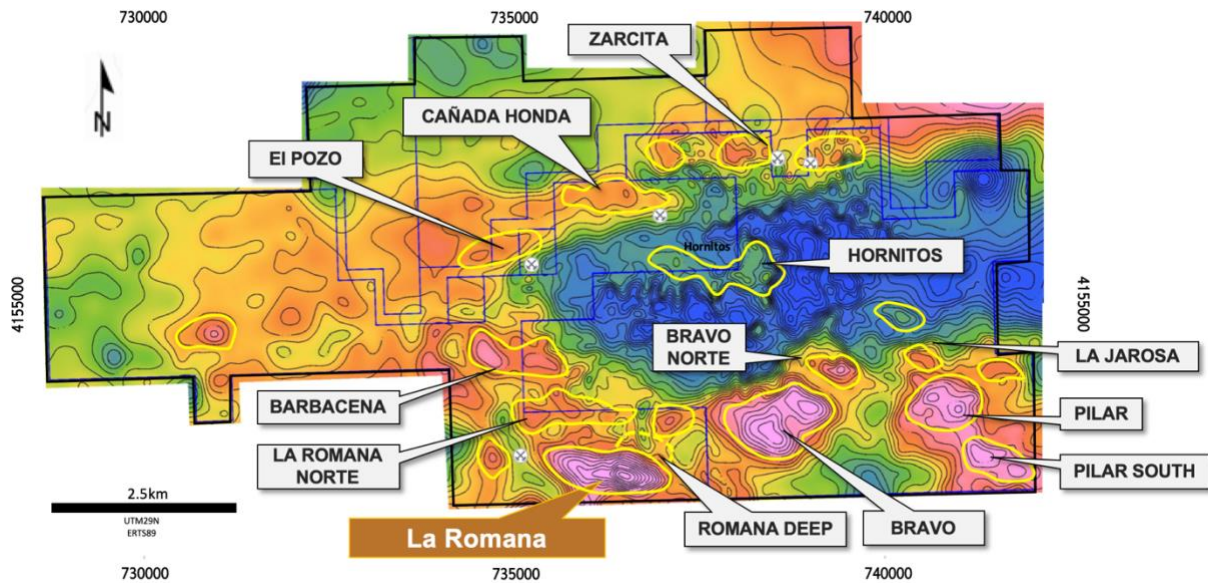 730000
735000
740000
ZARCITA
CAÑADA HONDA
N
El POZO
Hornitos
HORNITOS
4155000
4155000
BRAVO
NORTE
LA JAROSA
BARBACENA
PILAR
LA ROMANA
NORTE
PILAR SOUTH
2.5km
UTM29N
ERTS89
La Romana
ROMANA DEEP
BRAVO
730000
735000
740000